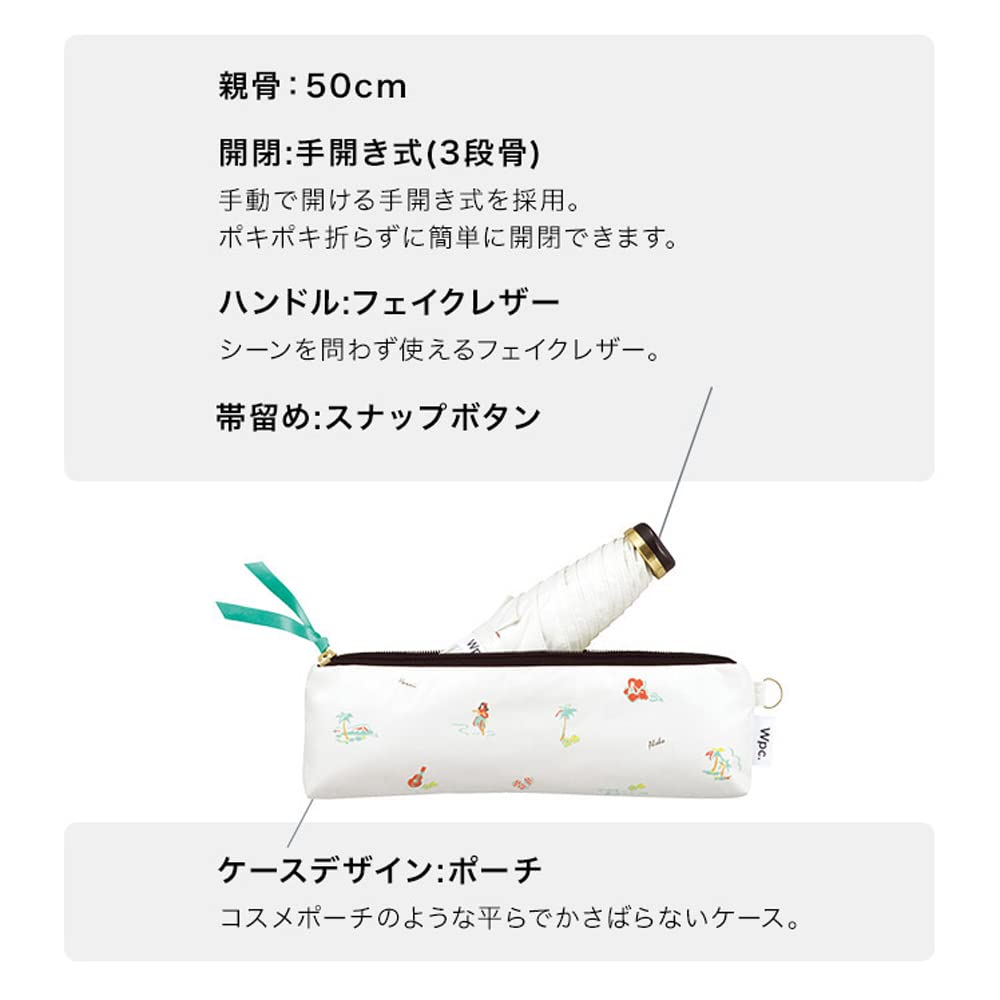 親骨：50cm
開閉:手開き式(3段骨)
手動で開ける手開き式を採用。
ポキポキ折らずに簡単に開閉できます。
ハンドル:フェイクレザー
シーンを問わず使えるフェイクレザー。
帯留め:スナップボタン
Wpc.
Aloha
ケースデザイン:ポーチ
コスメポーチのような平らでかさばらないケース。